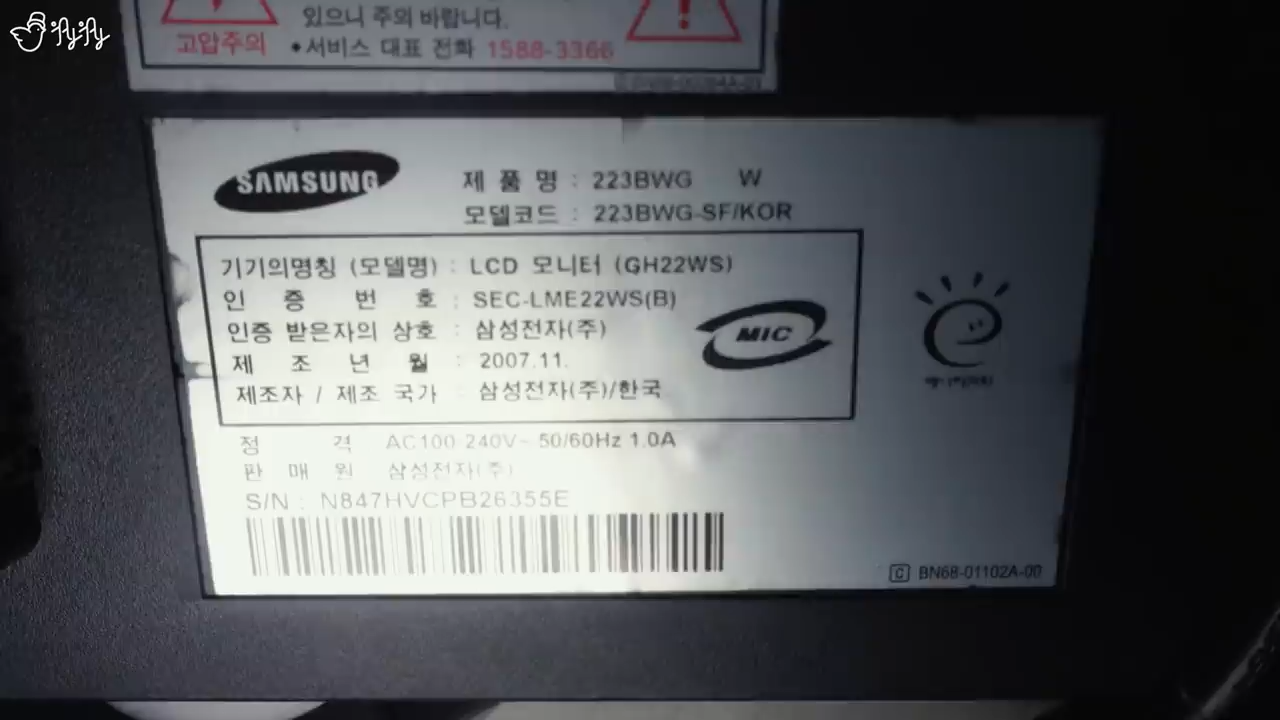 있으니 주의 바랍니다.
고압주의 •서비스 대표 전화 1588-3366
SAMSUNG
제 품 명 : 223BWG W
모델코드 : 223BWG-SF/KOR
기기의명칭 (모델명) : LCD 모니터 (GH22WS)
인 증 번 호 : SEC-LME22WS(B)
인증 받은자의 상호 : 삼성전자(주)
제 조 년 월 : 2007.11.
제조자 / 제조 국가 : 삼성전자(주)/한국
MIC
정 격 AC100-240V~ 50/60Hz 1.0A
판 매 원 삼성전자(주)
S/N : N847HVCPB26355E
C BN68-01102A-00